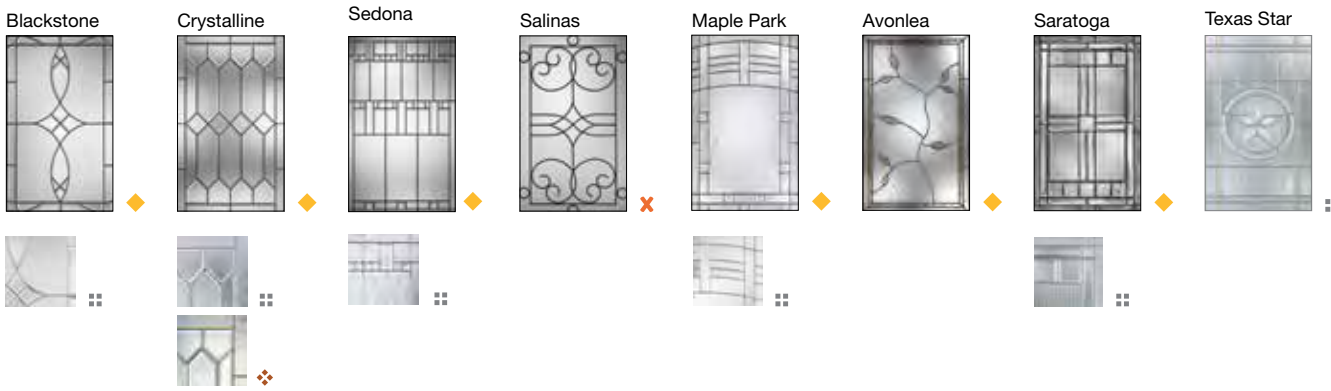 Blackstone
Crystalline
Sedona
Salinas
Maple Park
Avonlea
Saratoga
Texas Star